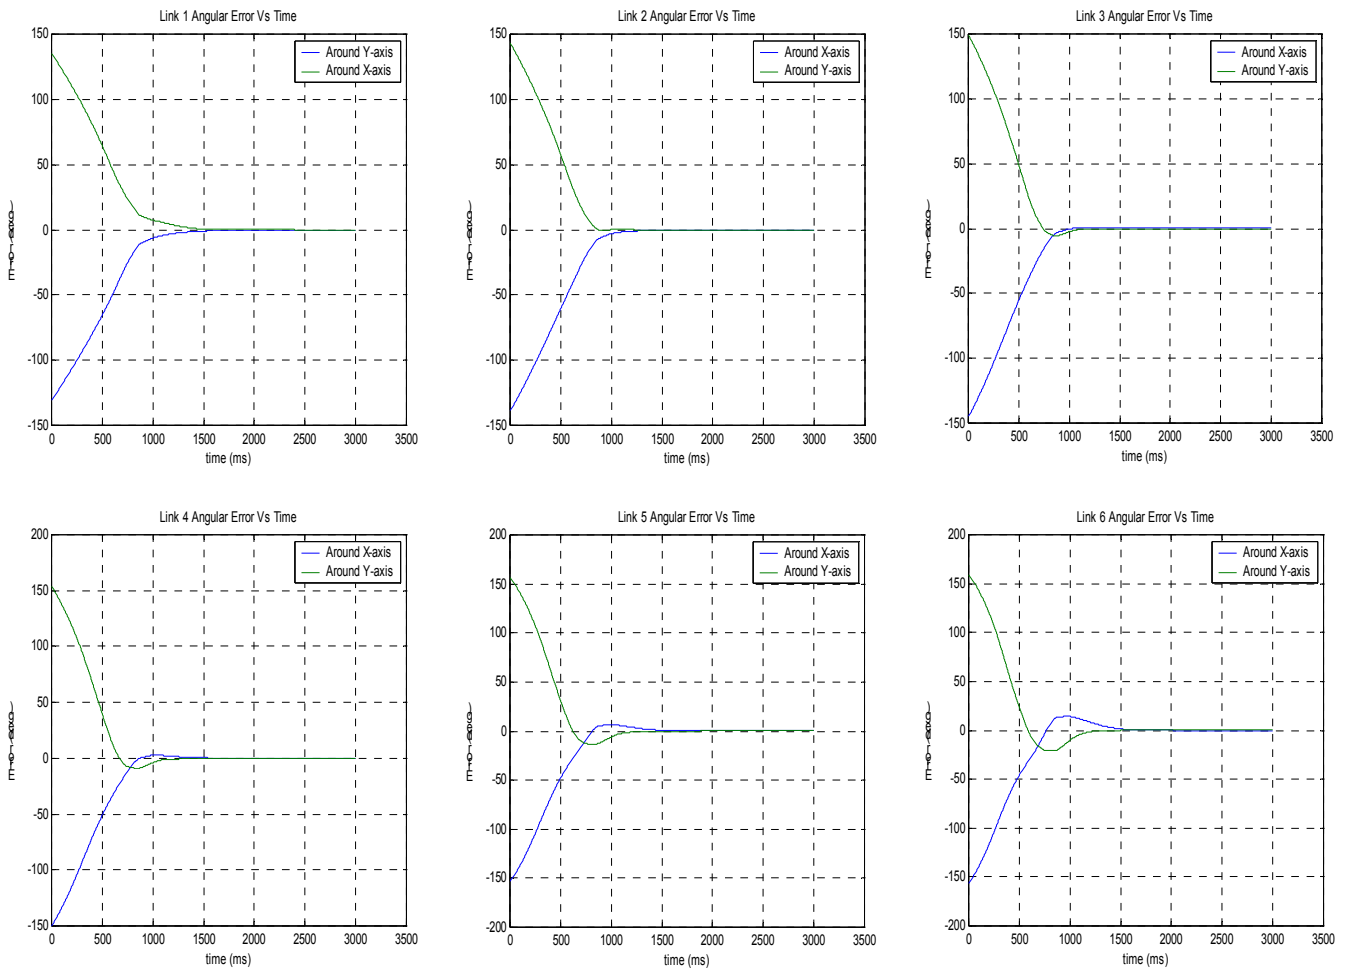 Link 1 Angular Error Vs Time
150
100
50
0
-50
-100
-150
0 500 1000 1500 2000 2500 3000 3500
time (ms)
Around Y-axis
Around X-axis
Link 2 Angular Error Vs Time
150
100
50
0
-50
-100
-150
0 500 1000 1500 2000 2500 3000 3500
time (ms)
Around X-axis
Around Y-axis
Link 3 Angular Error Vs Time
150
100
50
0
-50
-100
-150
0 500 1000 1500 2000 2500 3000 3500
time (ms)
Around X-axis
Around Y-axis
Link 4 Angular Error Vs Time
200
150
100
50
0
-50
-100
-150
0 500 1000 1500 2000 2500 3000 3500
time (ms)
Around X-axis
Around Y-axis
Link 5 Angular Error Vs Time
200
150
100
50
0
-50
-100
-150
-200
0 500 1000 1500 2000 2500 3000 3500
time (ms)
Around X-axis
Around Y-axis
Link 6 Angular Error Vs Time
200
150
100
50
0
-50
-100
-150
-200
0 500 1000 1500 2000 2500 3000 3500
time (ms)
Around X-axis
Around Y-axis